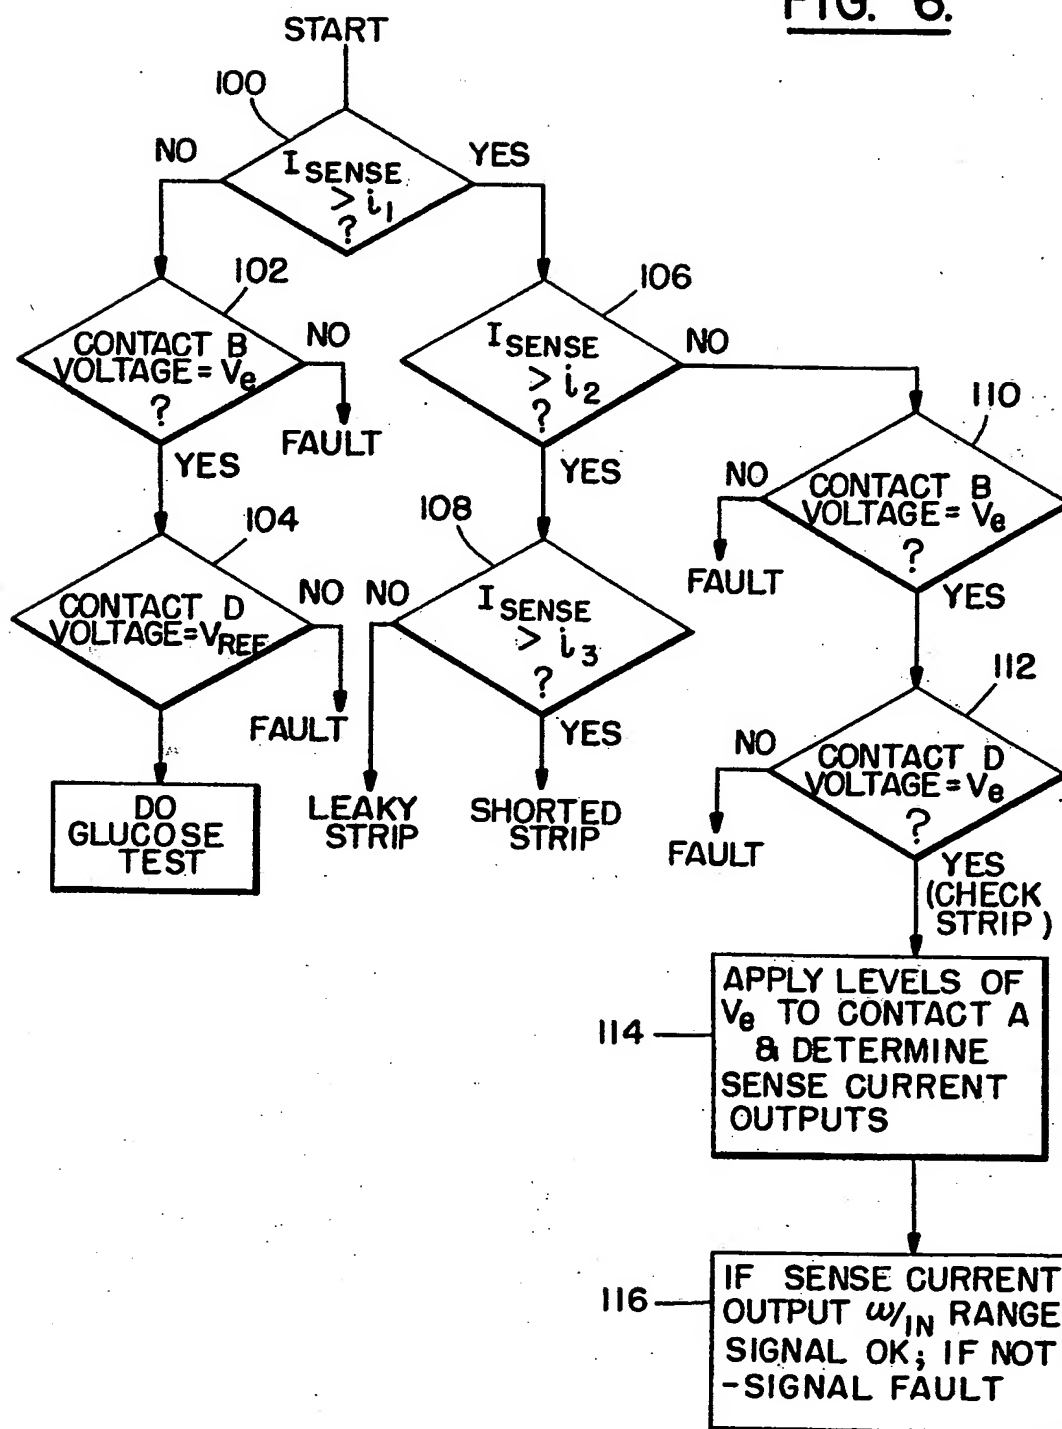 FIG. 6.
START
100
NO
YES
I SENSE
> i1
?
102
CONTACT B
VOLTAGE = Ve
?
NO
FAULT
YES
106
I SENSE
> i2
?
NO
YES
110
CONTACT B
VOLTAGE = Ve
?
NO
FAULT
YES
104
CONTACT D
VOLTAGE=VREF
NO
FAULT
108
NO
I SENSE
> i3
?
YES
112
CONTACT D
VOLTAGE = Ve
?
NO
FAULT
YES
(CHECK
STRIP)
DO
GLUCOSE
TEST
LEAKY
STRIP
SHORTED
STRIP
114
APPLY LEVELS OF
Ve TO CONTACT A
& DETERMINE
SENSE CURRENT
OUTPUTS
116
IF SENSE CURRENT
OUTPUT w/IN RANGE
SIGNAL OK; IF NOT
-SIGNAL FAULT